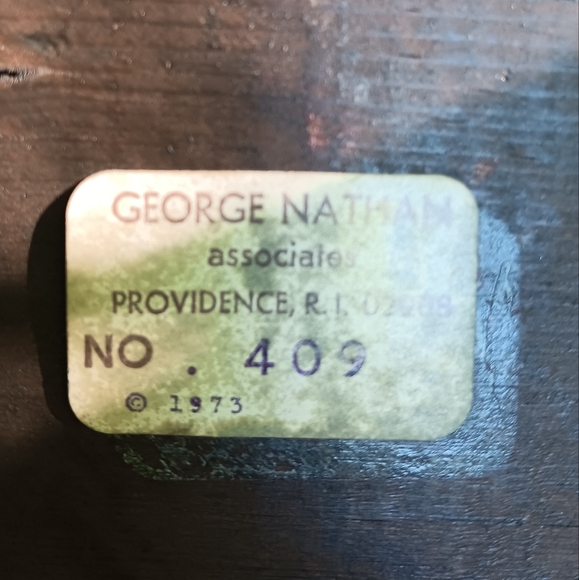 GEORGE NATHAN
associates
PROVIDENCE, R. I.
NO . 409
© 1973